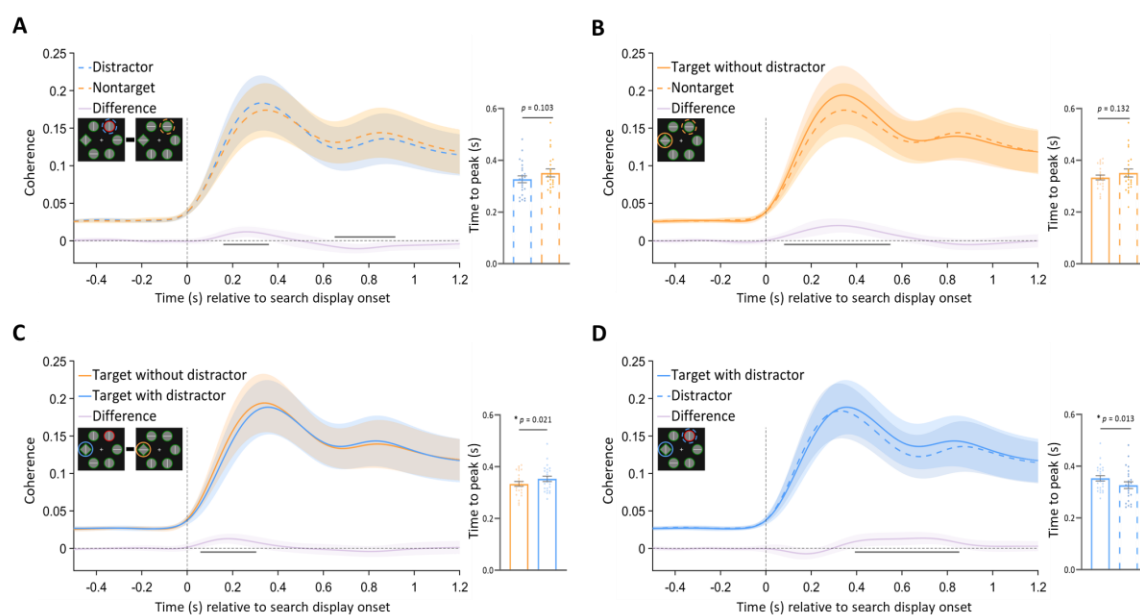 A
0.25
0.2
0.15
0.1
0.05
0
Coherence
Distractor
Nontarget
Difference
-0.4 -0.2 0 0.2 0.4 0.6 0.8 1 1.2
Time (s) relative to search display onset
0.6
0.4
0.2
0.0
Time to peak (s)
p = 0.103
B
0.25
0.2
0.15
0.1
0.05
0
Coherence
Target without distractor
Nontarget
Difference
-0.4 -0.2 0 0.2 0.4 0.6 0.8 1 1.2
Time (s) relative to search display onset
0.6
0.4
0.2
0.0
Time to peak (s)
p = 0.132
C
0.25
0.2
0.15
0.1
0.05
0
Coherence
Target without distractor
Target with distractor
Difference
-0.4 -0.2 0 0.2 0.4 0.6 0.8 1 1.2
Time (s) relative to search display onset
0.6
0.4
0.2
0.0
Time to peak (s)
* p = 0.021
D
0.25
0.2
0.15
0.1
0.05
0
Coherence
Target with distractor
Distractor
Difference
-0.4 -0.2 0 0.2 0.4 0.6 0.8 1 1.2
Time (s) relative to search display onset
0.6
0.4
0.2
0.0
Time to peak (s)
* p = 0.013